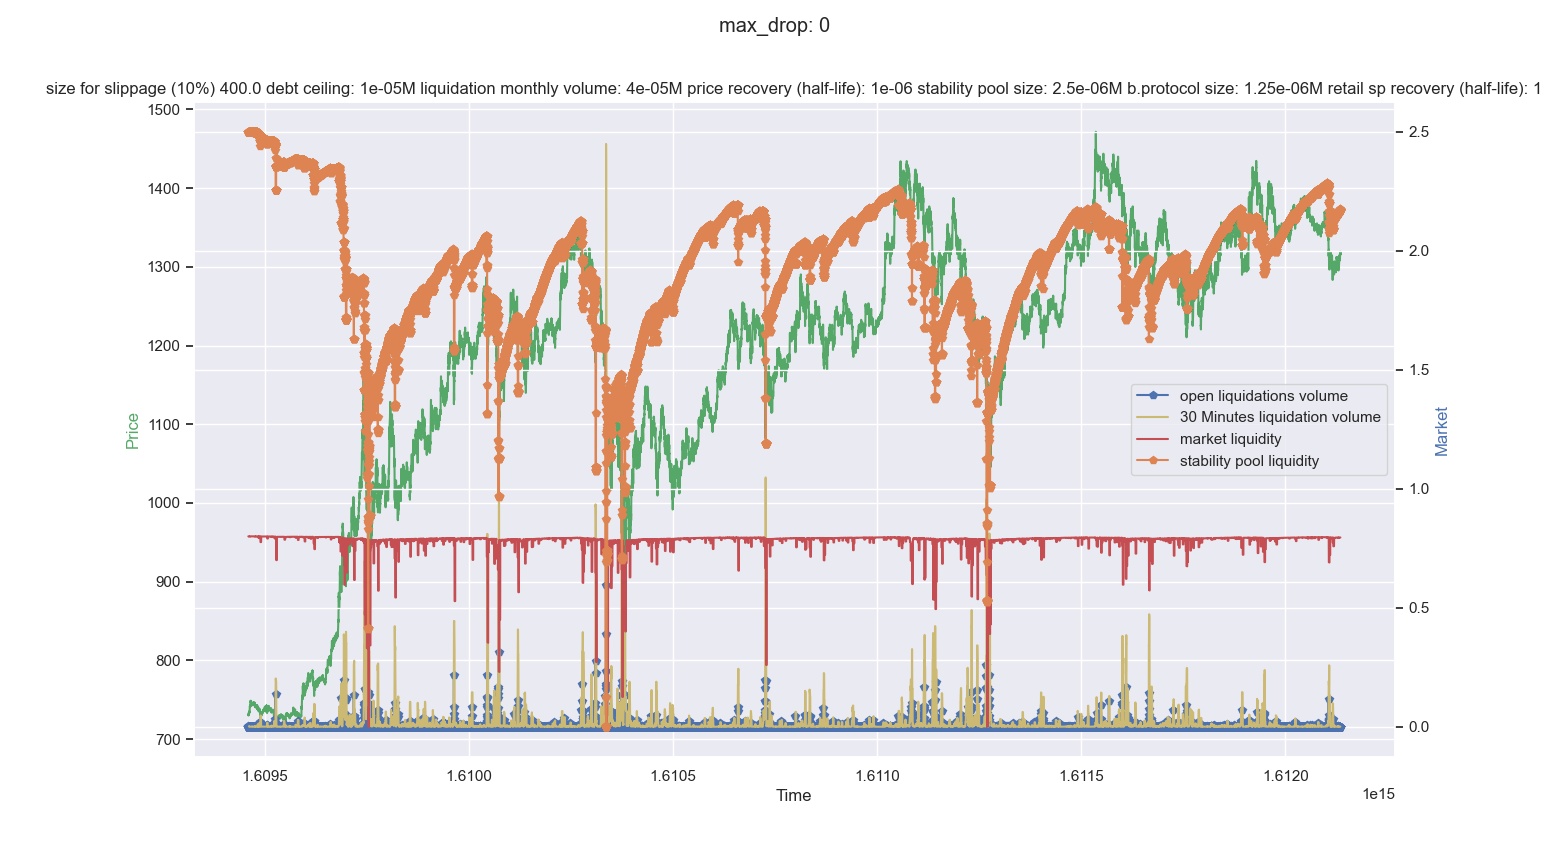 max_drop: 0
size for slippage (10%) 400.0 debt ceiling: 1e-05M liquidation monthly volume: 4e-05M price recovery (half-life): 1e-06 stability pool size: 2.5e-06M b.protocol size: 1.25e-06M retail sp recovery (half-life): 1
1500
1400
1300
1200
1100
1000
900
800
700
Price
2.5
2.0
1.5
1.0
0.5
0.0
Market
open liquidations volume
30 Minutes liquidation volume
market liquidity
stability pool liquidity
1.6095
1.6100
1.6105
1.6110
1.6115
1.6120
Time
1e15